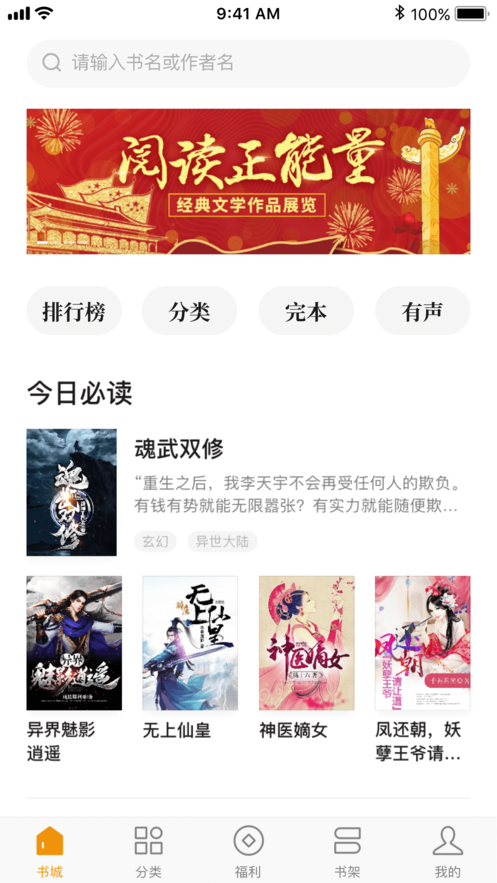 9:41 AM
100%
请输入书名或作者名
阅读正能量
经典文学作品展览
排行榜
分类
完本
有声
今日必读
魂武双修
“重生之后，我李天宇不会再受任何人的欺负。
有钱有势就能无限嚣张？有实力就能随便欺...
玄幻
异世大陆
魂武双修
异界
魅影逍遥
无上仙皇
神医嫡女
凤还朝
妖孽王爷
请让道
异界魅影
逍遥
无上仙皇
神医嫡女
凤还朝，妖
孽王爷请...
书城
分类
福利
书架
我的